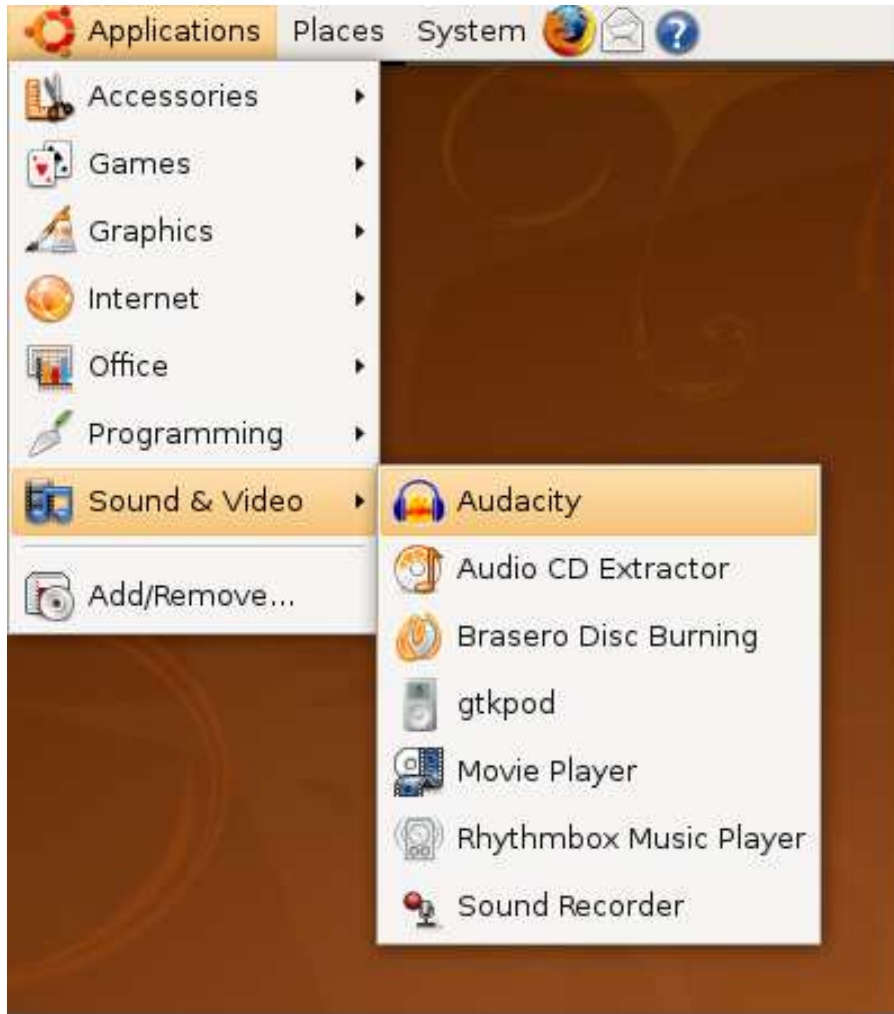 Applications Places System
Accessories
Games
Graphics
Internet
Office
Programming
Sound & Video
Add/Remove...
Audacity
Audio CD Extractor
Brasero Disc Burning
gtkpod
Movie Player
Rhythmbox Music Player
Sound Recorder